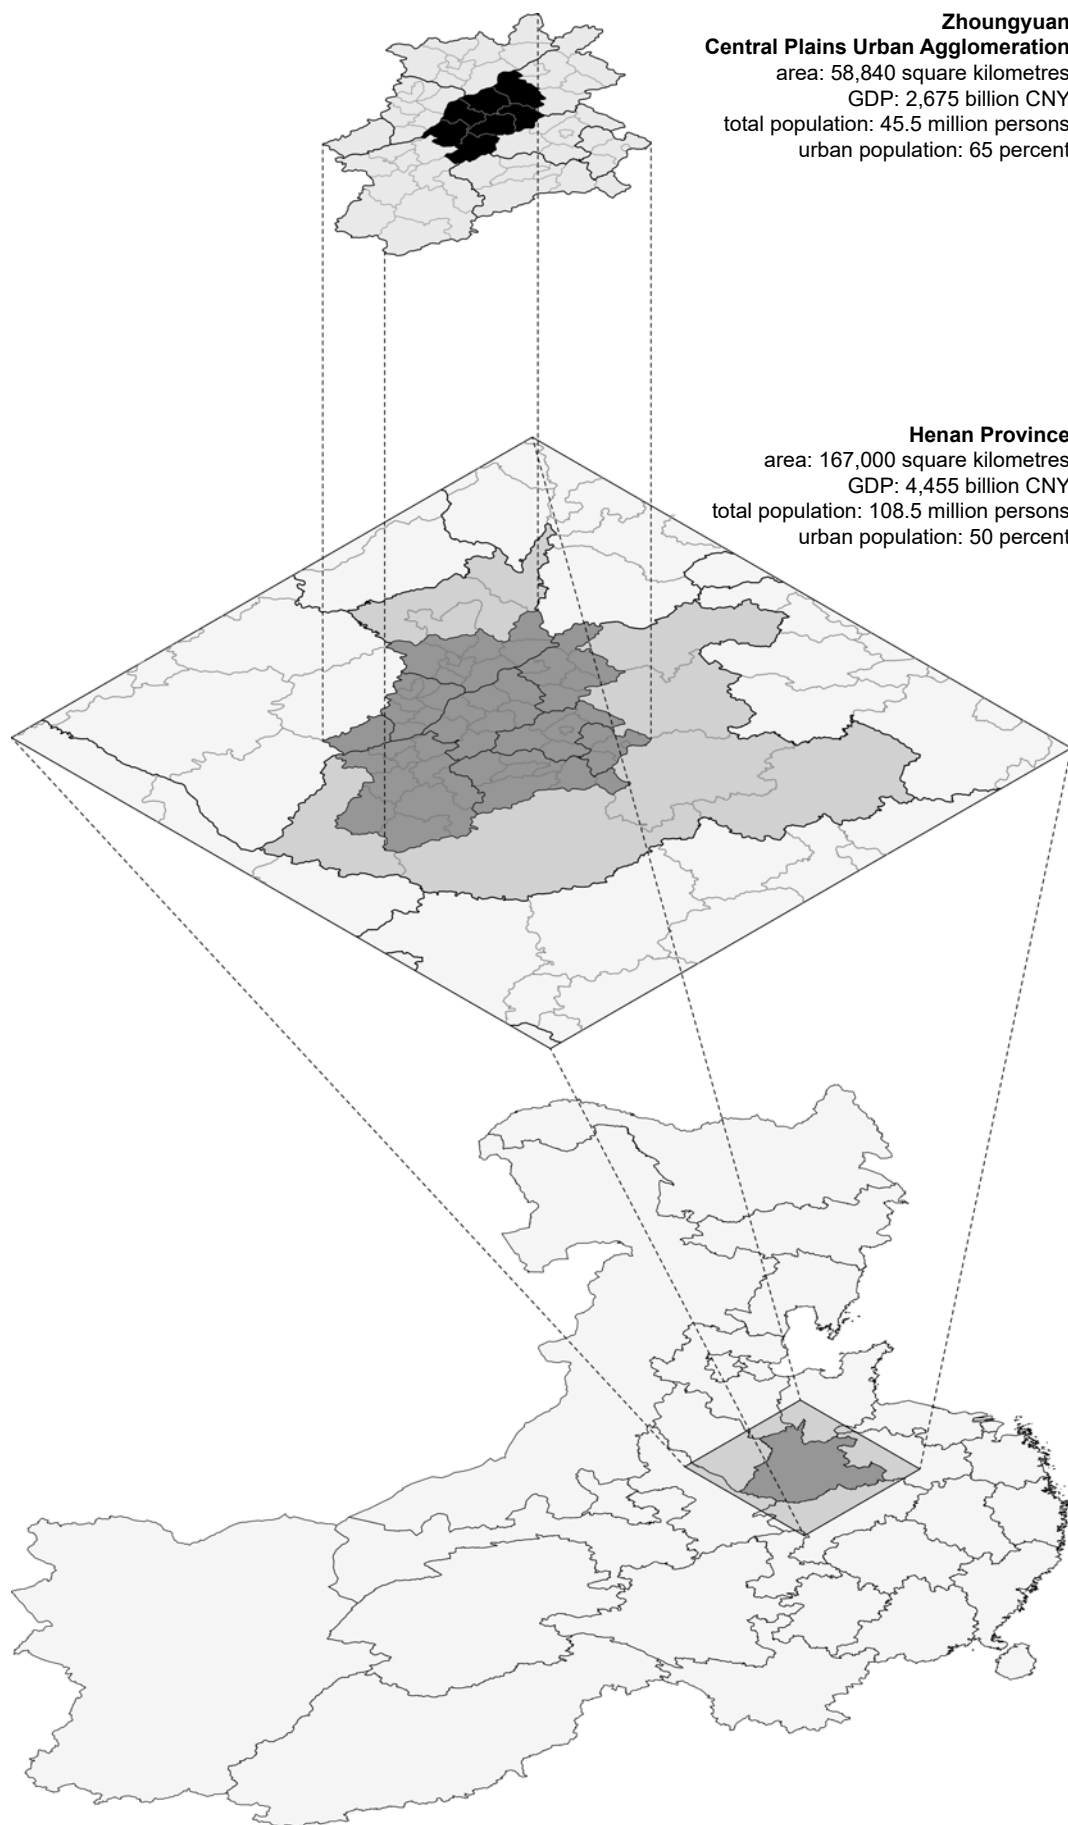 Zhoungyuan
Central Plains Urban Agglomeration
area: 58,840 square kilometres
GDP: 2,675 billion CNY
total population: 45.5 million persons
urban population: 65 percent
Henan Province
area: 167,000 square kilometres
GDP: 4,455 billion CNY
total population: 108.5 million persons
urban population: 50 percent